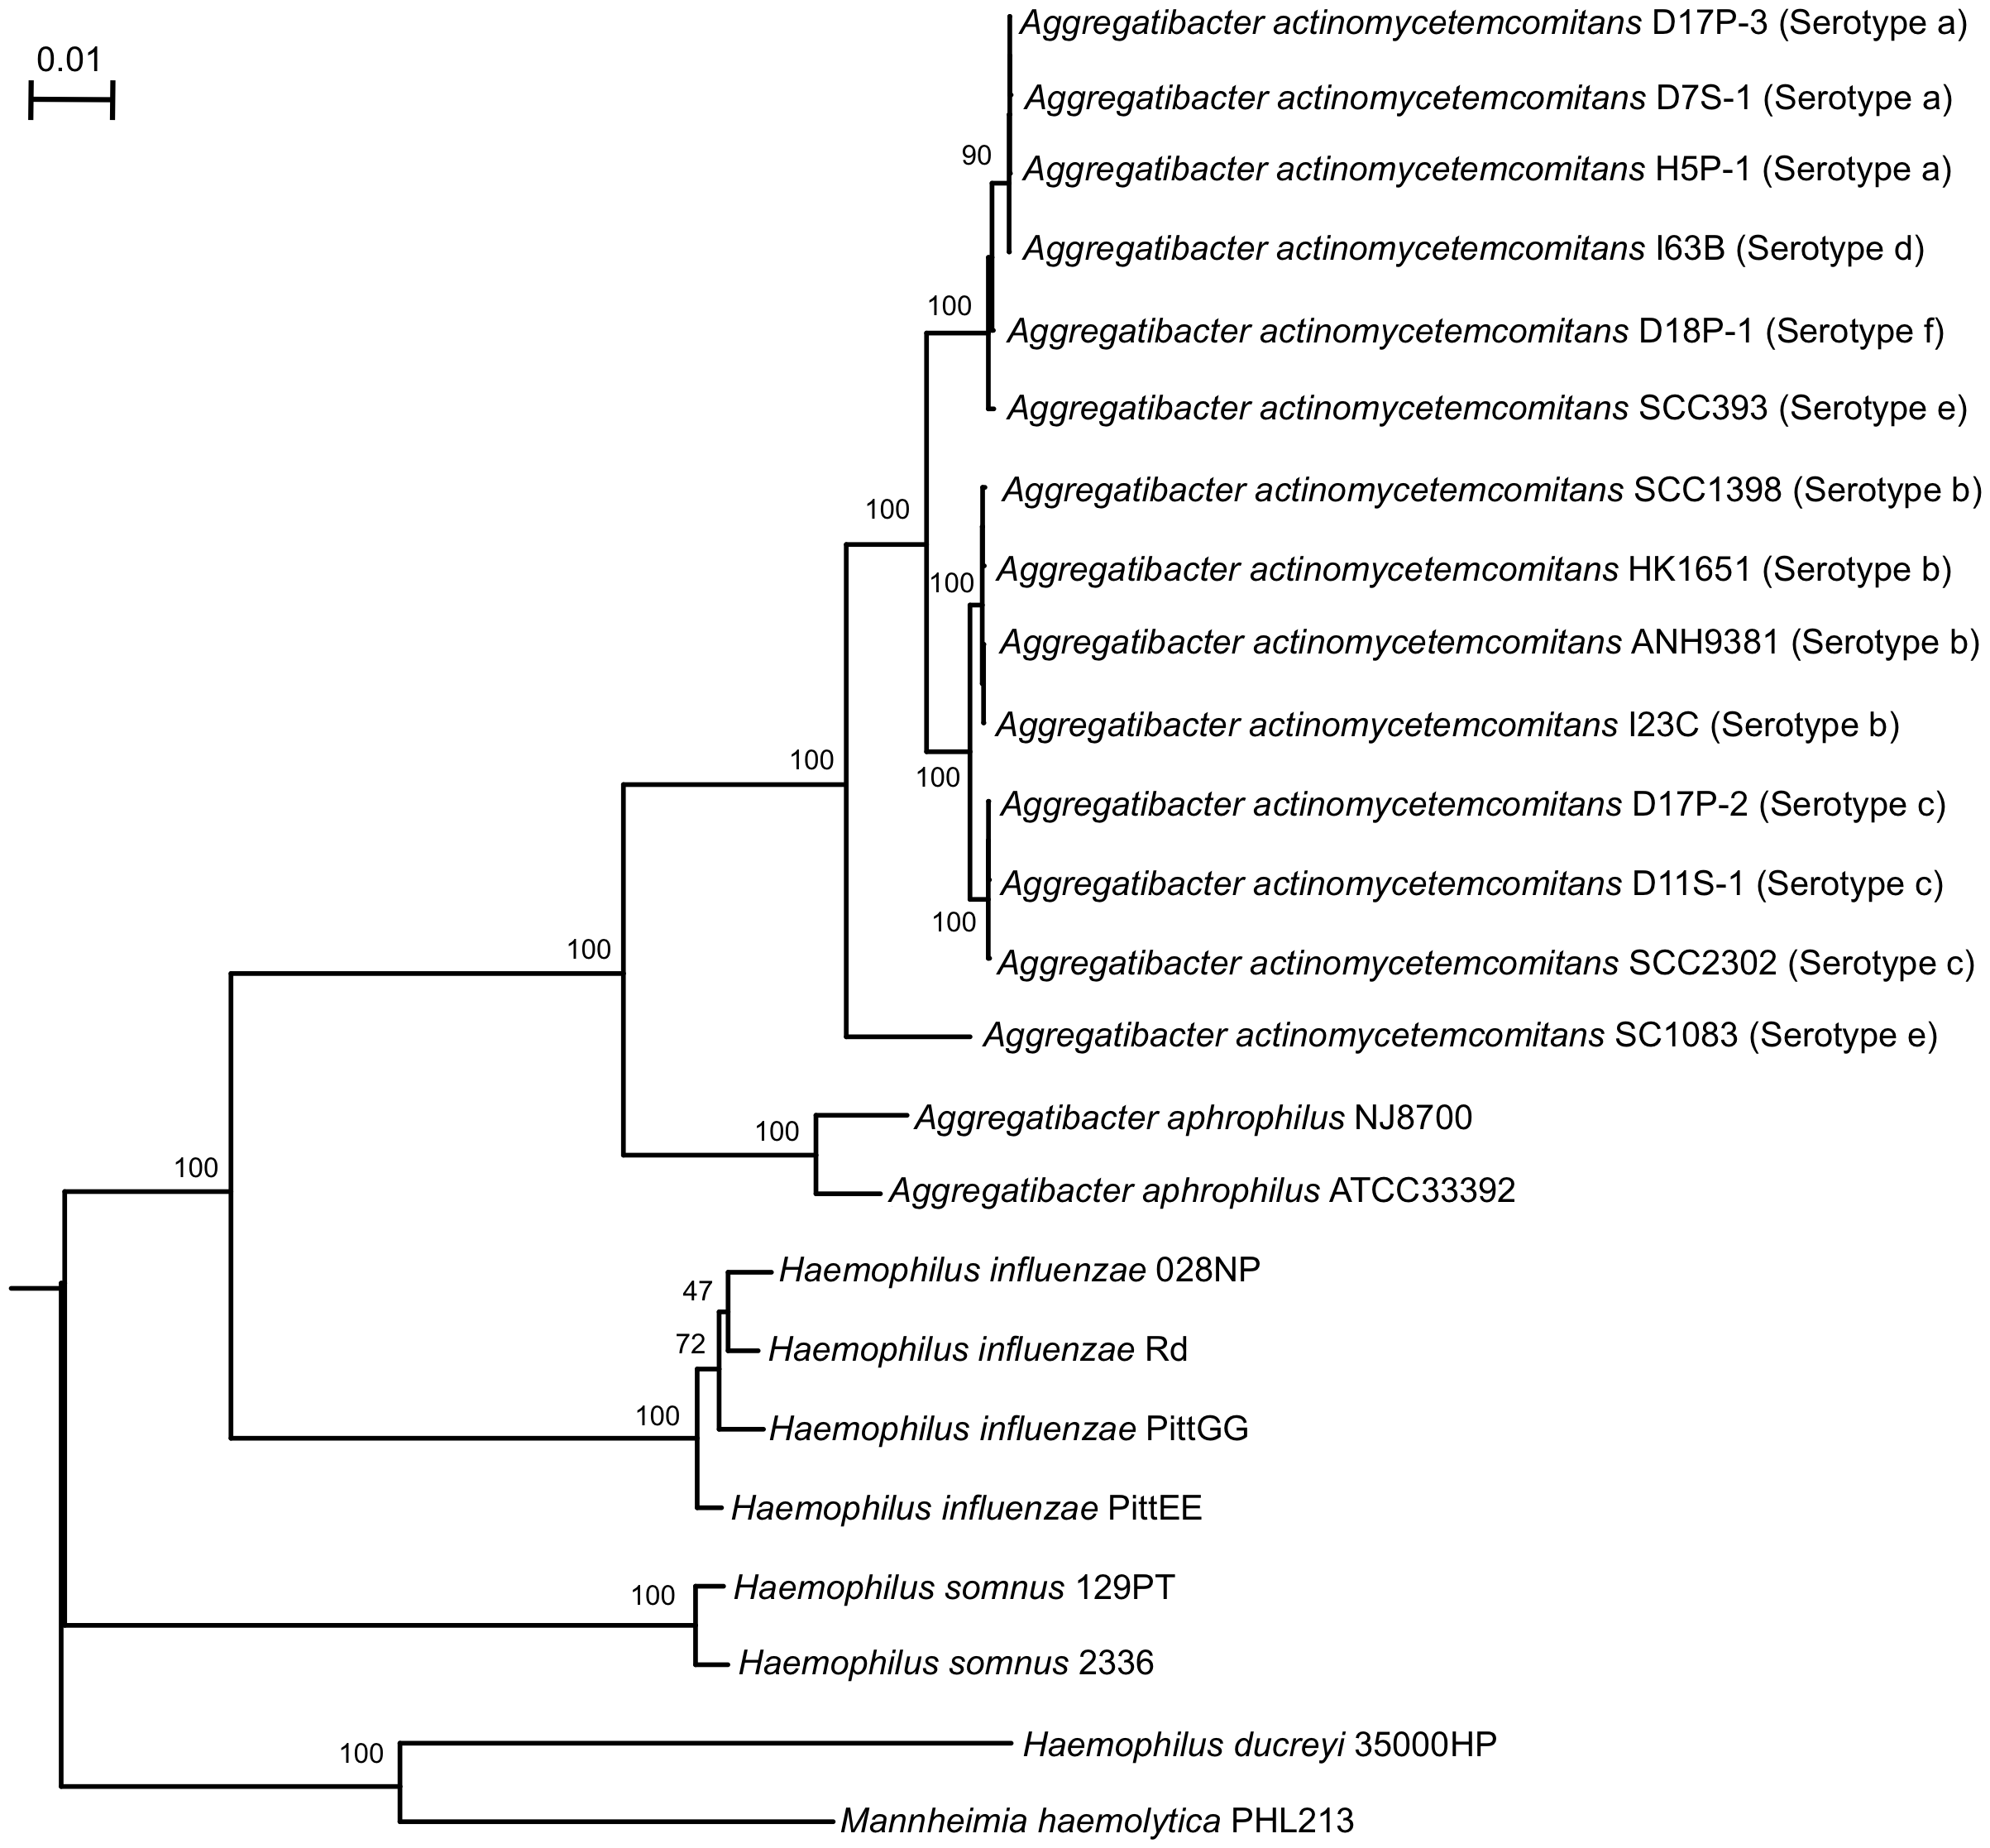 0.01
Aggregatibacter actinomycetemcomitans D17P-3 (Serotype a)
Aggregatibacter actinomycetemcomitans D7S-1 (Serotype a)
90
Aggregatibacter actinomycetemcomitans H5P-1 (Serotype a)
Aggregatibacter actinomycetemcomitans I63B (Serotype d)
100
Aggregatibacter actinomycetemcomitans D18P-1 (Serotype f)
Aggregatibacter actinomycetemcomitans SCC393 (Serotype e)
Aggregatibacter actinomycetemcomitans SCC1398 (Serotype b)
100
100
Aggregatibacter actinomycetemcomitans HK1651 (Serotype b)
Aggregatibacter actinomycetemcomitans ANH9381 (Serotype b)
Aggregatibacter actinomycetemcomitans I23C (Serotype b)
100
100
Aggregatibacter actinomycetemcomitans D17P-2 (Serotype c)
Aggregatibacter actinomycetemcomitans D11S-1 (Serotype c)
100
100
Aggregatibacter actinomycetemcomitans SCC2302 (Serotype c)
Aggregatibacter actinomycetemcomitans SC1083 (Serotype e)
Aggregatibacter aphrophilus NJ8700
100
100
Aggregatibacter aphrophilus ATCC33392
Haemophilus influenzae 028NP
47
72
Haemophilus influenzae Rd
100
Haemophilus influenzae PittGG
Haemophilus influenzae PittEE
100
Haemophilus somnus 129PT
Haemophilus somnus 2336
100
Haemophilus ducreyi 35000HP
Mannheimia haemolytica PHL213